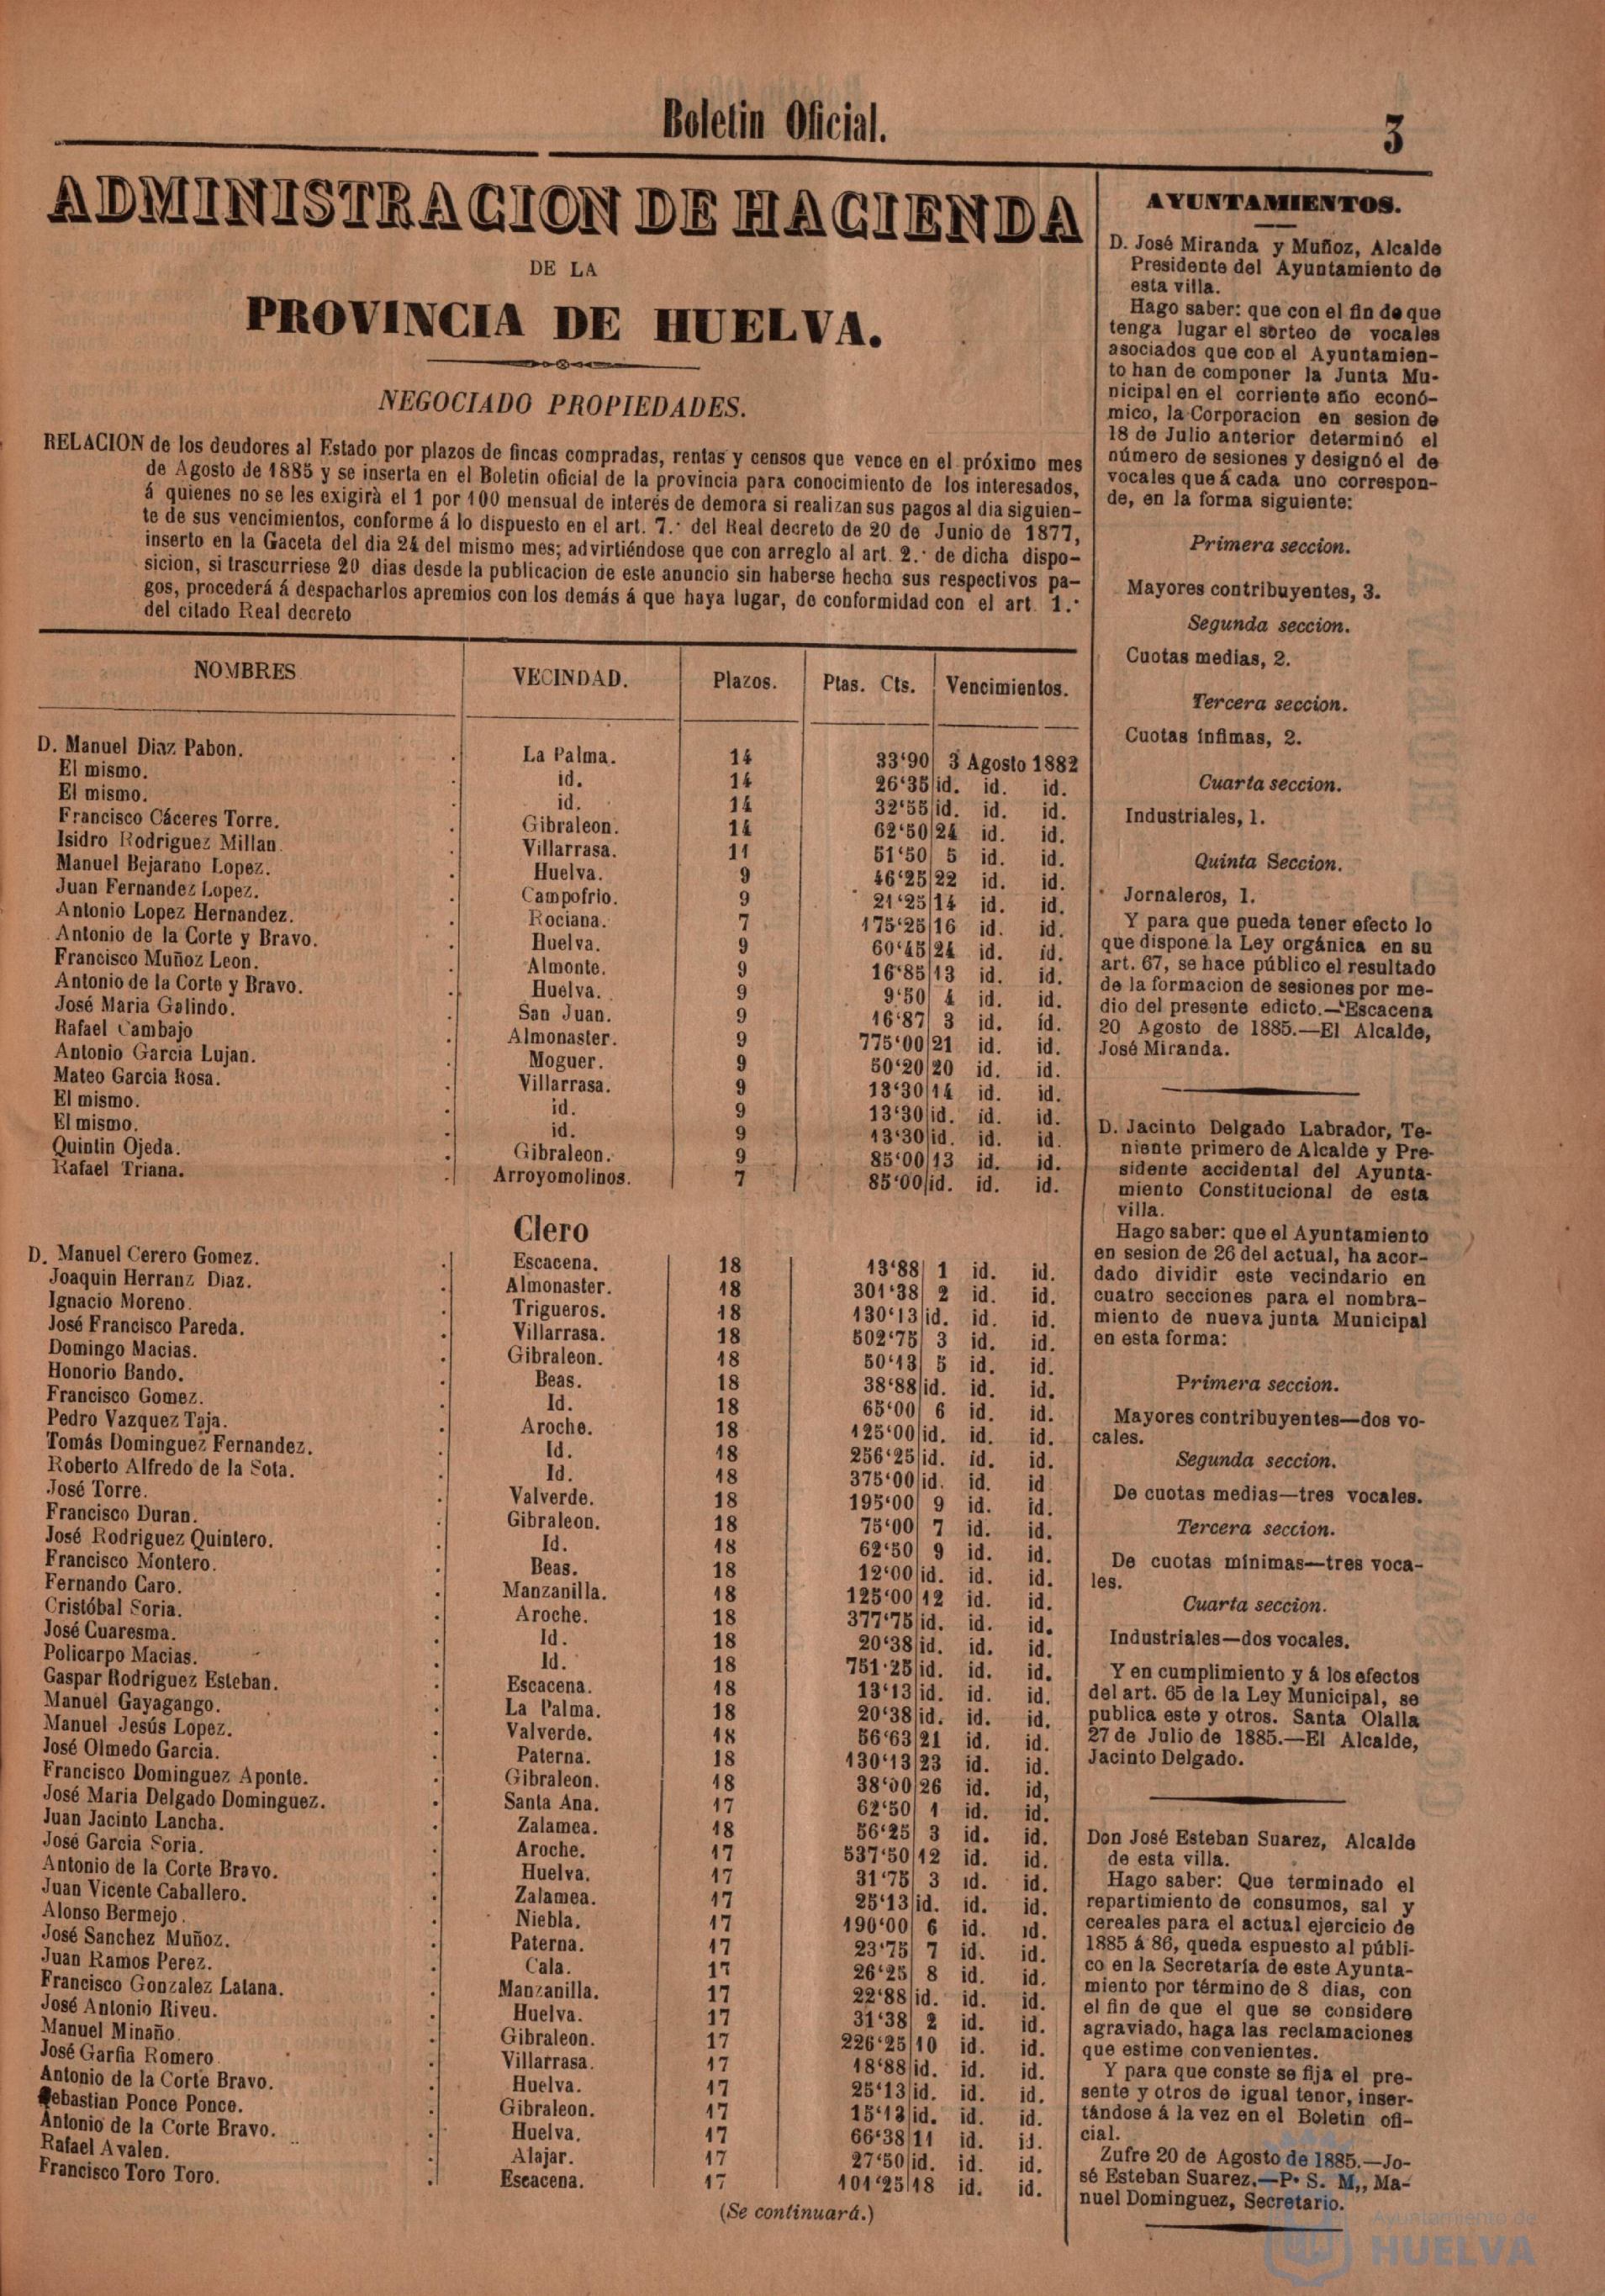 Boletin Oficial.
3
ADMINISTRACION DE HACIENDA
DE LA
PROVINCIA DE HUELVA.
NEGOCIADO PROPIEDADES.
RELACION de los deudores al Estado por plazos de fincas compradas, rentas y censos que vence en el próximo mes
de Agosto de 1885 y se inserta en el Boletin oficial de la provincia para conocimiento de los interesados,
á quienes no se les exigirá el 1 por 100 mensual de interés de demora si realizan sus pagos al dia siguien-
te de sus vencimientos, conforme á lo dispuesto en el art. 7.· del Real decreto de 20 de Junio de 1877,
inserto en la Gaceta del dia 24 del mismo mes; advirtiéndose que con arreglo al art. 2.· de dicha dispo-
sicion, si trascurriese 20 dias desde la publicacion de este anuncio sin haberse hecho sus respectivos pa-
gos, procederá á despacharlos apremios con los demás á que haya lugar, de conformidad con el art. 1.·
del citado Real decreto
NOMBRES VECINDAD. Plazos. Ptas. Cts. Vencimientos.
D. Manuel Diaz Pabon. La Palma. 14 33'90 3 Agosto 1882
El mismo. id. 14 26'35 id. id. id.
El mismo. id. 14 32'55 id. id. id.
Francisco Cáceres Torre. Gibraleon. 14 62'50 24 id. id.
Isidro Rodriguez Millan. Villarrasa. 11 51'50 5 id. id.
Manuel Bejarano Lopez. Huelva. 9 46'25 22 id. id.
Juan Fernandez Lopez. Campofrio. 9 21'25 14 id. id.
Antonio Lopez Hernandez. Rociana. 7 175'25 16 id. id.
Antonio de la Corte y Bravo. Huelva. 9 60'45 24 id. id.
Francisco Muñoz Leon. Almonte. 9 16'85 13 id. id.
Antonio de la Corte y Bravo. Huelva. 9 9'50 4 id. id.
José Maria Galindo. San Juan. 9 16'87 3 id. id.
Rafael Cambajo Almonaster. 9 775'00 21 id. id.
Antonio Garcia Lujan. Moguer. 9 50'20 20 id. id.
Mateo Garcia Rosa. Villarrasa. 9 13'30 14 id. id.
El mismo. id. 9 13'30 id. id. id.
El mismo. id. 9 13'30 id. id. id.
Quintin Ojeda. Gibraleon. 9 85'00 13 id. id.
Rafael Triana. Arroyomolinos. 7 85'00 id. id. id.
Clero
D. Manuel Cerero Gomez. Escacena. 18 13'88 1 id. id.
Joaquin Herranz Diaz. Almonaster. 18 301'38 2 id. id.
Ignacio Moreno. Trigueros. 18 130'13 id. id. id.
José Francisco Pareda. Villarrasa. 18 502'75 3 id. id.
Domingo Macias. Gibraleon. 18 50'13 5 id. id.
Honorio Bando. Beas. 18 38'88 id. id. id.
Francisco Gomez. Id. 18 65'00 6 id. id.
Pedro Vazquez Taja. Aroche. 18 125'00 id. id. id.
Tomás Dominguez Fernandez. Id. 18 256'25 id. id. id.
Roberto Alfredo de la Sota. Id. 18 375'00 id. id. id
José Torre. Valverde. 18 195'00 9 id. id.
Francisco Duran. Gibraleon. 18 75'00 7 id. id.
José Rodriguez Quintero. Id. 18 62'50 9 id. id.
Francisco Montero. Beas. 18 12'00 id. id. id.
Fernando Caro. Manzanilla. 18 125'00 12 id. id.
Cristóbal Soria. Aroche. 18 377'75 id. id. id.
José Cuaresma. Id. 18 20'38 id. id. id.
Policarpo Macias. Id. 18 751'25 id. id. id.
Gaspar Rodriguez Esteban. Escacena. 18 13'13 id. id. id.
Manuel Gayagango. La Palma. 18 20'38 id. id. id.
Manuel Jesús Lopez. Valverde. 18 56'63 21 id. id.
José Olmedo Garcia. Paterna. 18 130'13 23 id. id.
Francisco Dominguez Aponte. Gibraleon. 18 38'00 26 id. id,
José Maria Delgado Dominguez. Santa Ana. 17 62'50 1 id. id.
Juan Jacinto Lancha. Zalamea. 18 56'25 3 id. id.
José Garcia Soria. Aroche. 17 537'50 12 id. id.
Antonio de la Corte Bravo. Huelva. 17 31'75 3 id. id.
Juan Vicente Caballero. Zalamea. 17 25'13 id. id. id.
Alonso Bermejo. Niebla. 17 190'00 6 id. id.
José Sanchez Muñoz. Paterna. 17 23'75 7 id. id.
Juan Ramos Perez. Cala. 17 26'25 8 id. id.
Francisco Gonzalez Latana. Manzanilla. 17 22'88 id. id. id.
José Antonio Riveu. Huelva. 17 31'38 2 id. id.
Manuel Minaño. Gibraleon. 17 226'25 10 id. id.
José Garfia Romero. Villarrasa. 17 18'88 id. id. id.
Antonio de la Corte Bravo. Huelva. 17 25'13 id. id. id.
Sebastian Ponce Ponce. Gibraleon. 17 15'13 id. id. id.
Antonio de la Corte Bravo. Huelva. 17 66'38 11 id. id.
Rafael Avalen. Alajar. 17 27'50 id. id. id.
Francisco Toro Toro. Escacena. 17 101'25 18 id. id.
(Se continuará.)
AYUNTAMIENTOS.
D. José Miranda y Muñoz, Alcalde
Presidente del Ayuntamiento de
esta villa.
Hago saber: que con el fin de que
tenga lugar el sorteo de vocales
asociados que con el Ayuntamien-
to han de componer la Junta Mu-
nicipal en el corriente año econó-
mico, la Corporacion en sesion de
18 de Julio anterior determinó el
número de sesiones y designó el de
vocales que á cada uno correspon-
de, en la forma siguiente:
Primera seccion.
Mayores contribuyentes, 3.
Segunda seccion.
Cuotas medias, 2.
Tercera seccion.
Cuotas ínfimas, 2.
Cuarta seccion.
Industriales, 1.
Quinta Seccion.
Jornaleros, 1.
Y para que pueda tener efecto lo
que dispone la Ley orgánica en su
art. 67, se hace público el resultado
de la formacion de sesiones por me-
dio del presente edicto.—Escacena
20 Agosto de 1885.—El Alcalde,
José Miranda.
D. Jacinto Delgado Labrador, Te-
niente primero de Alcalde y Pre-
sidente accidental del Ayunta-
miento Constitucional de esta
villa.
Hago saber: que el Ayuntamiento
en sesion de 26 del actual, ha acor-
dado dividir este vecindario en
cuatro secciones para el nombra-
miento de nueva junta Municipal
en esta forma:
Primera seccion.
Mayores contribuyentes—dos vo-
cales.
Segunda seccion.
De cuotas medias—tres vocales.
Tercera seccion.
De cuotas mínimas—tres voca-
les.
Cuarta seccion.
Industriales—dos vocales.
Y en cumplimiento y á los efectos
del art. 65 de la Ley Municipal, se
publica este y otros. Santa Olalla
27 de Julio de 1885.—El Alcalde,
Jacinto Delgado.
Don José Esteban Suarez, Alcalde
de esta villa.
Hago saber: Que terminado el
repartimiento de consumos, sal y
cereales para el actual ejercicio de
1885 á 86, queda espuesto al públi-
co en la Secretaría de este Ayunta-
miento por término de 8 dias, con
el fin de que el que se considere
agraviado, haga las reclamaciones
que estime convenientes.
Y para que conste se fija el pre-
sente y otros de igual tenor, inser-
tándose á la vez en el Boletin ofi-
cial.
Zufre 20 de Agosto de 1885.—Jo-
sé Esteban Suarez.—P. S. M,, Ma-
nuel Dominguez, Secretario.
Ayuntamiento de
HUELVA